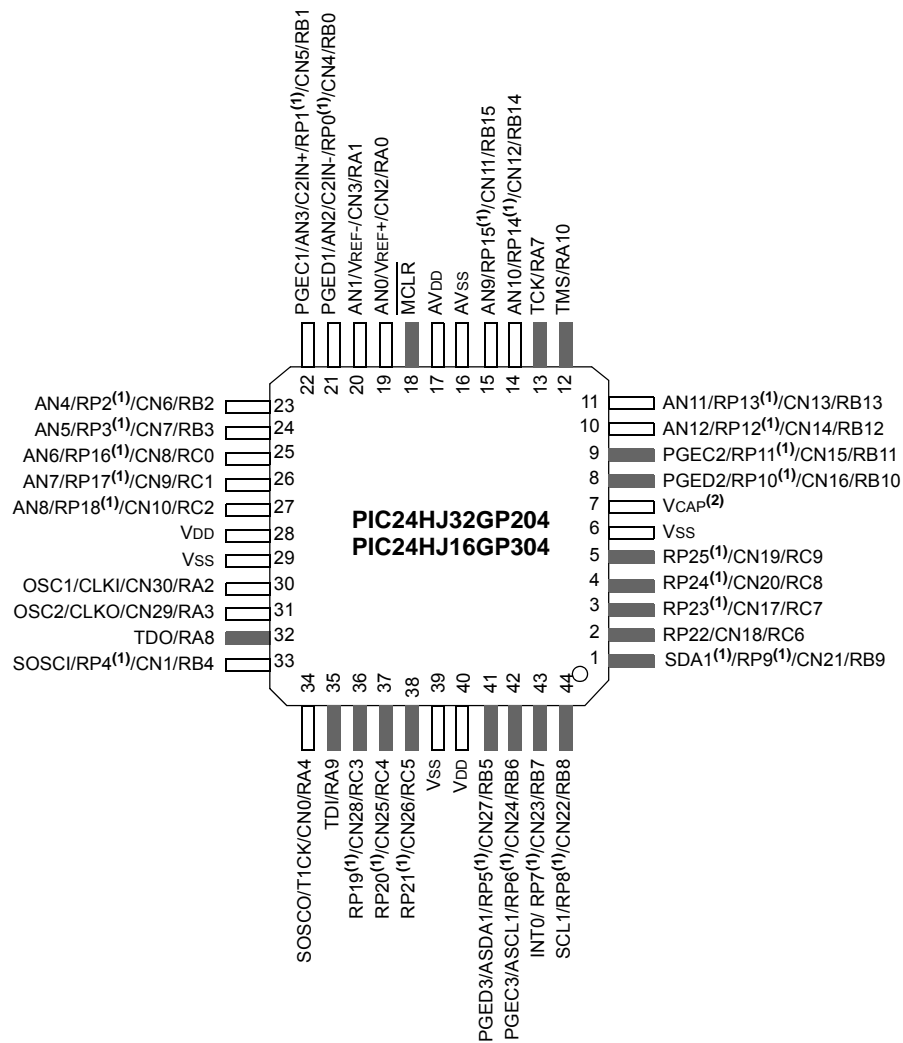 PGEC1/AN3/C2IN+/RP1(1)/CN5/RB1
PGED1/AN2/C2IN-/RP0(1)/CN4/RB0
AN1/VREF-/CN3/RA1
AN0/VREF+/CN2/RA0
MCLR
AVDD
AVSS
AN9/RP15(1)/CN11/RB15
AN10/RP14(1)/CN12/RB14
TCK/RA7
TMS/RA10
22
21
20
19
18
17
16
15
14
13
12
AN4/RP2(1)/CN6/RB2 23
AN5/RP3(1)/CN7/RB3 24
AN6/RP16(1)/CN8/RC0 25
AN7/RP17(1)/CN9/RC1 26
AN8/RP18(1)/CN10/RC2 27
VDD 28
VSS 29
OSC1/CLKI/CN30/RA2 30
OSC2/CLKO/CN29/RA3 31
TDO/RA8 32
SOSCI/RP4(1)/CN1/RB4 33
PIC24HJ32GP204
PIC24HJ16GP304
11 AN11/RP13(1)/CN13/RB13
10 AN12/RP12(1)/CN14/RB12
9 PGEC2/RP11(1)/CN15/RB11
8 PGED2/RP10(1)/CN16/RB10
7 VCAP(2)
6 VSS
5 RP25(1)/CN19/RC9
4 RP24(1)/CN20/RC8
3 RP23(1)/CN17/RC7
2 RP22/CN18/RC6
1 SDA1(1)/RP9(1)/CN21/RB9
34
35
36
37
38
39
40
41
42
43
44
SOSCO/T1CK/CN0/RA4
TDI/RA9
RP19(1)/CN28/RC3
RP20(1)/CN25/RC4
RP21(1)/CN26/RC5
VSS
VDD
PGED3/ASDA1/RP5(1)/CN27/RB5
PGEC3/ASCL1/RP6(1)/CN24/RB6
INT0/ RP7(1)/CN23/RB7
SCL1/RP8(1)/CN22/RB8